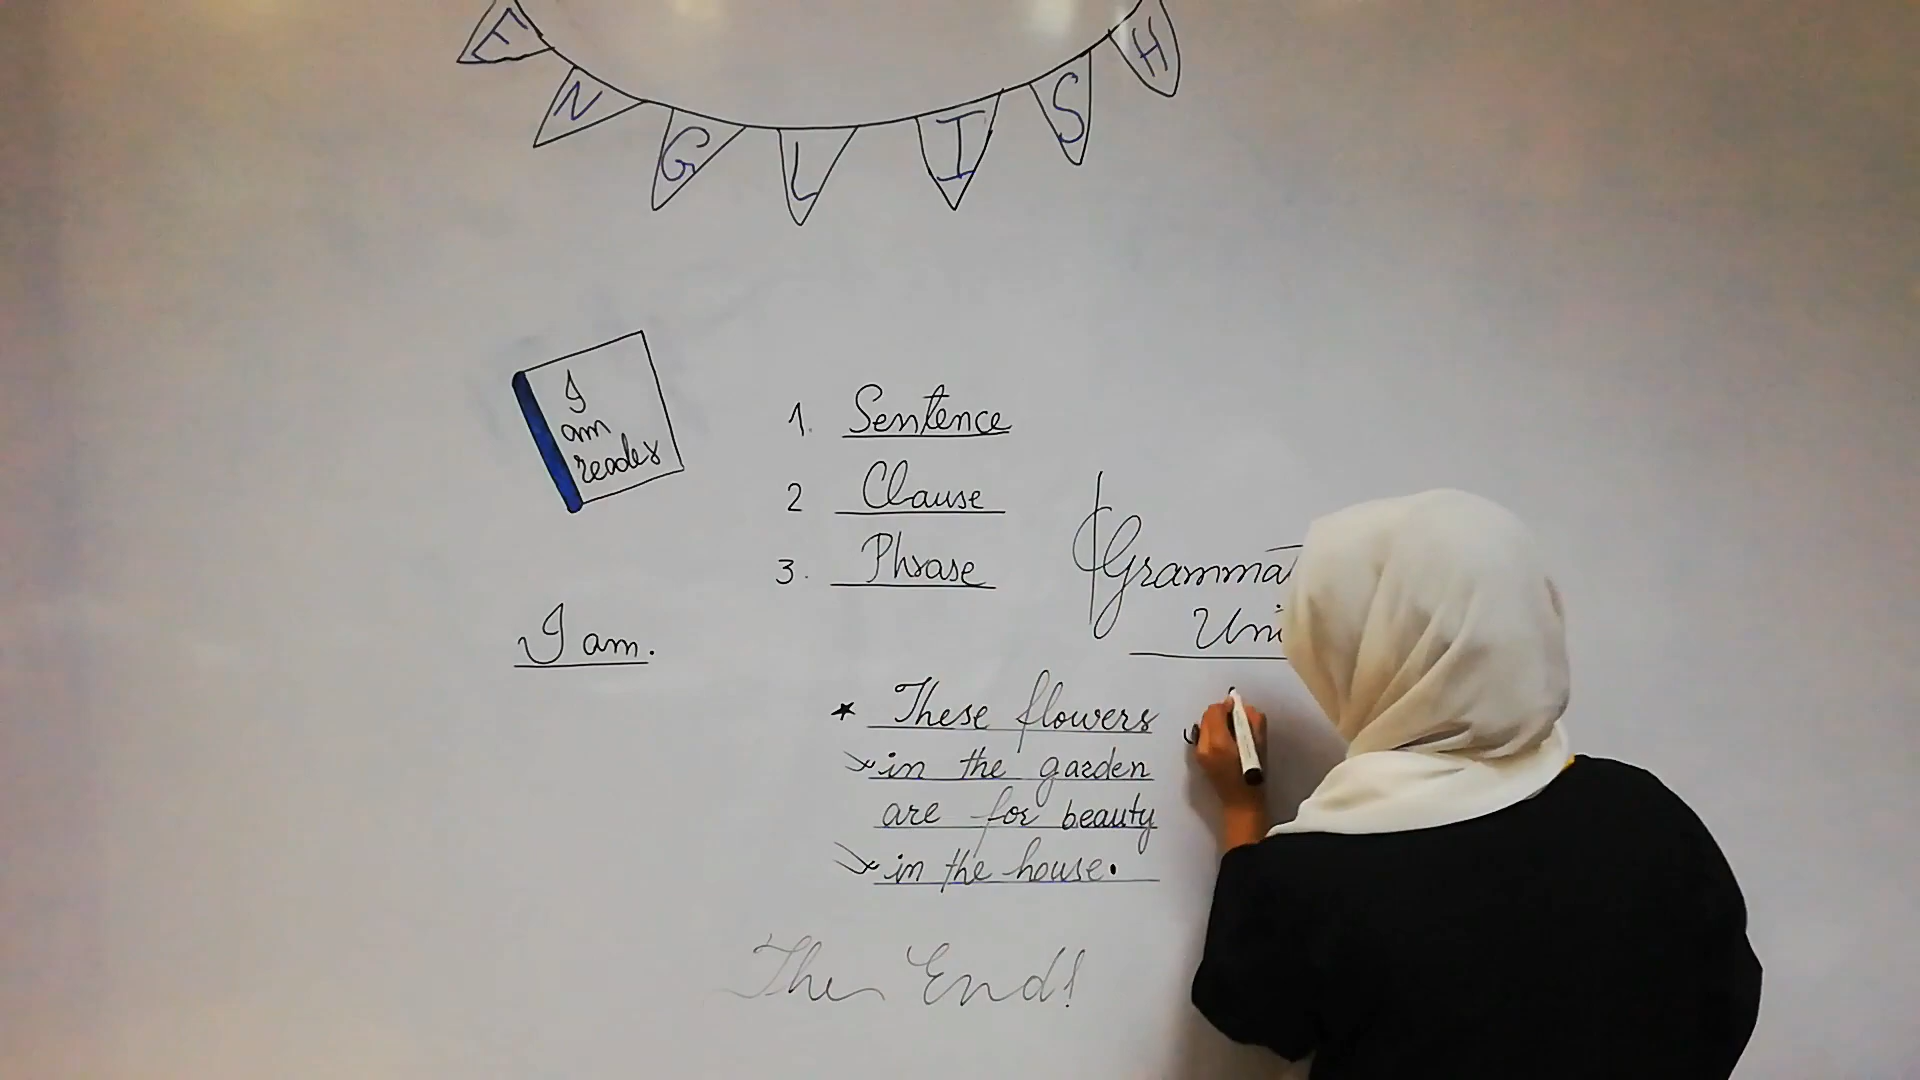 ENGLISH
I
am
reader
1. Sentence
2 Clause
3. Phrase
Grammat
Uni
I am.
These flowers
in the garden
are for beauty
in the house.
The End!